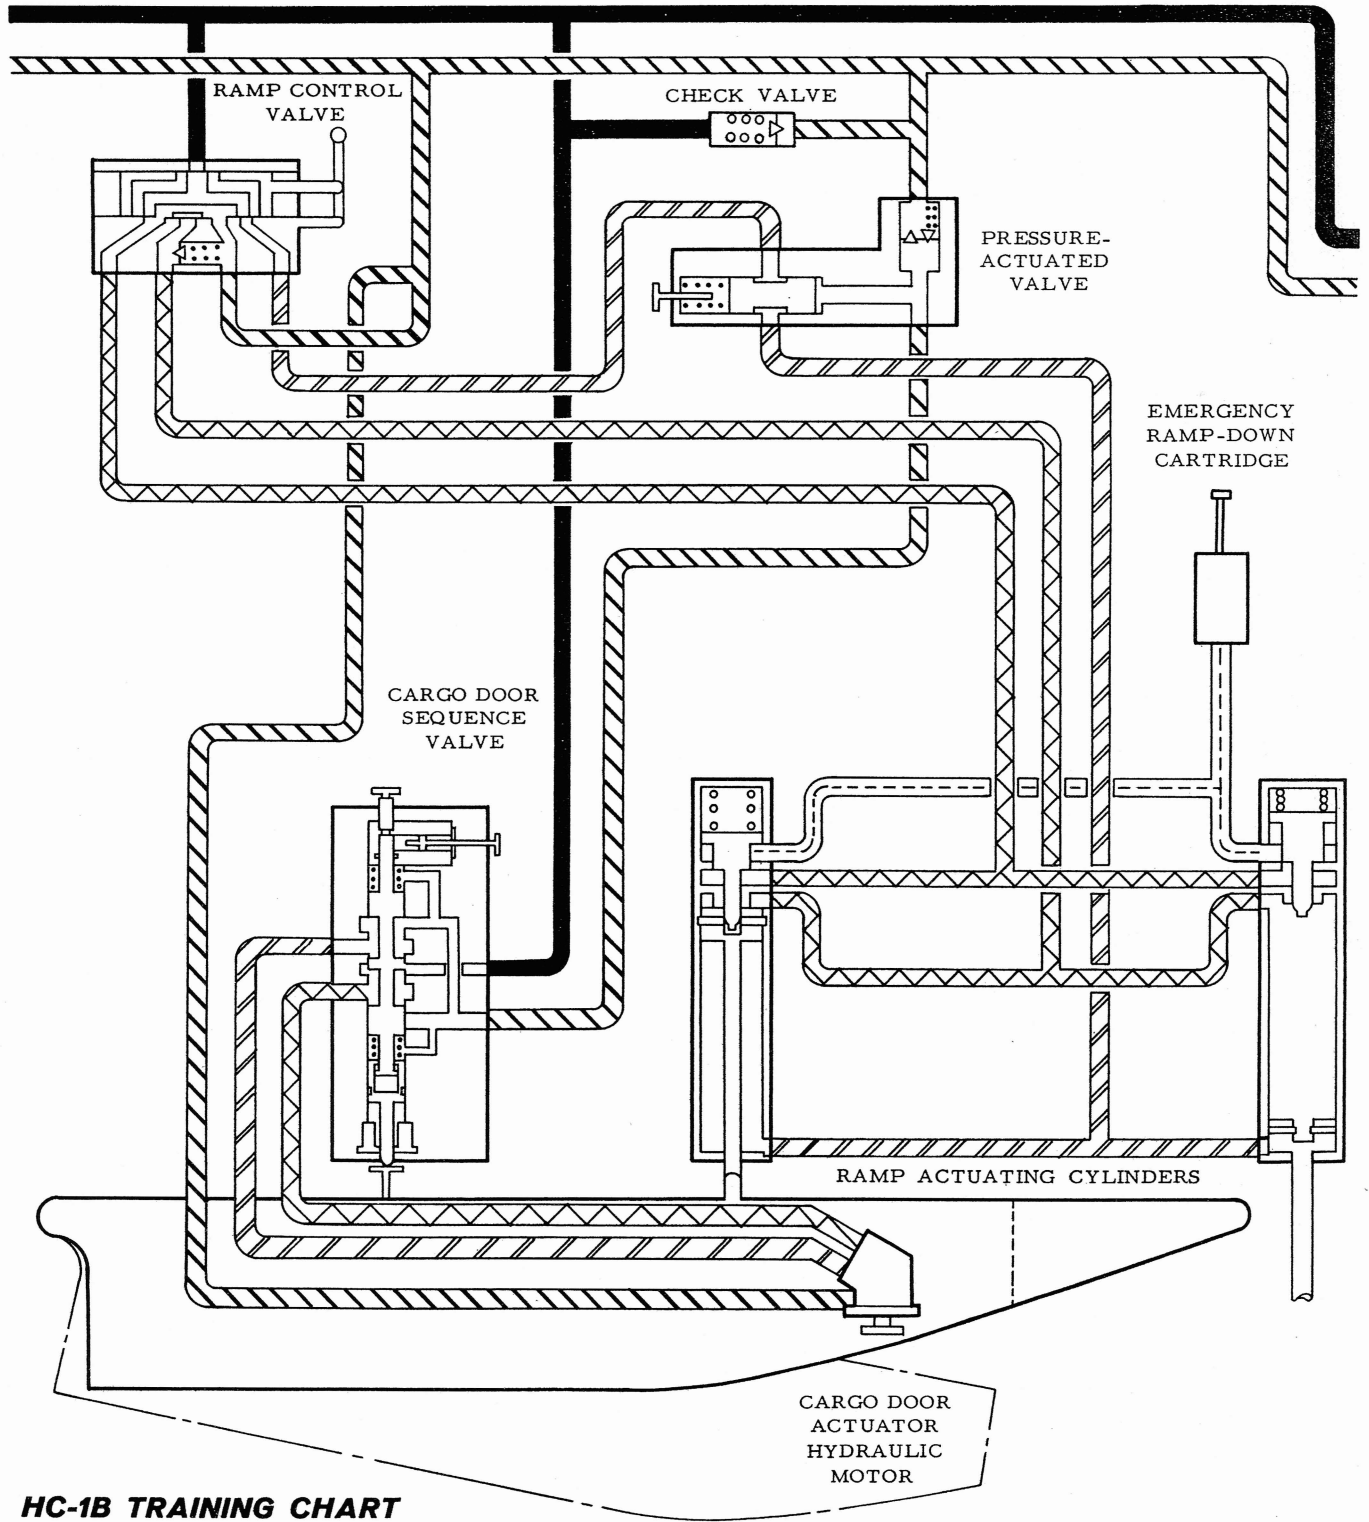 RAMP CONTROL
VALVE
CHECK VALVE
PRESSURE-
ACTUATED
VALVE
EMERGENCY
RAMP-DOWN
CARTRIDGE
CARGO DOOR
SEQUENCE
VALVE
RAMP ACTUATING CYLINDERS
CARGO DOOR
ACTUATOR
HYDRAULIC
MOTOR
HC-1B TRAINING CHART